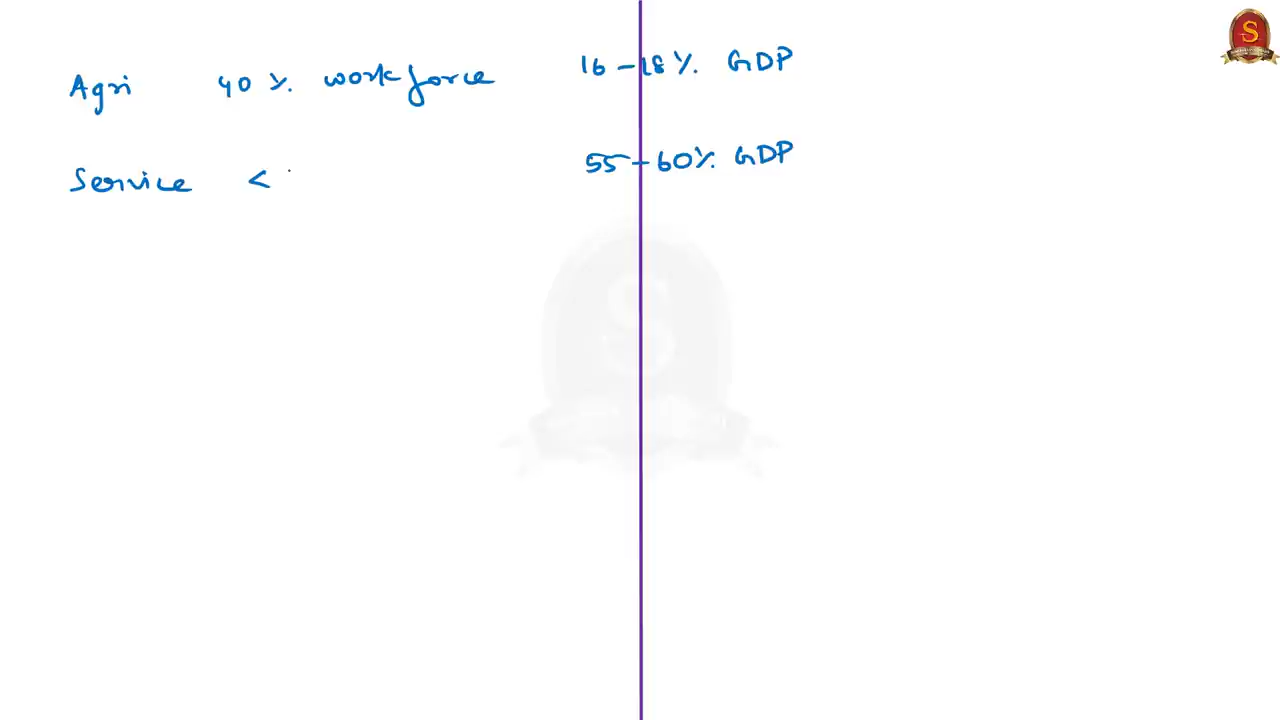 Agri 40 %. workforce 16 - 18 %. GDP
Service < 55 - 60%. GDP
S
S